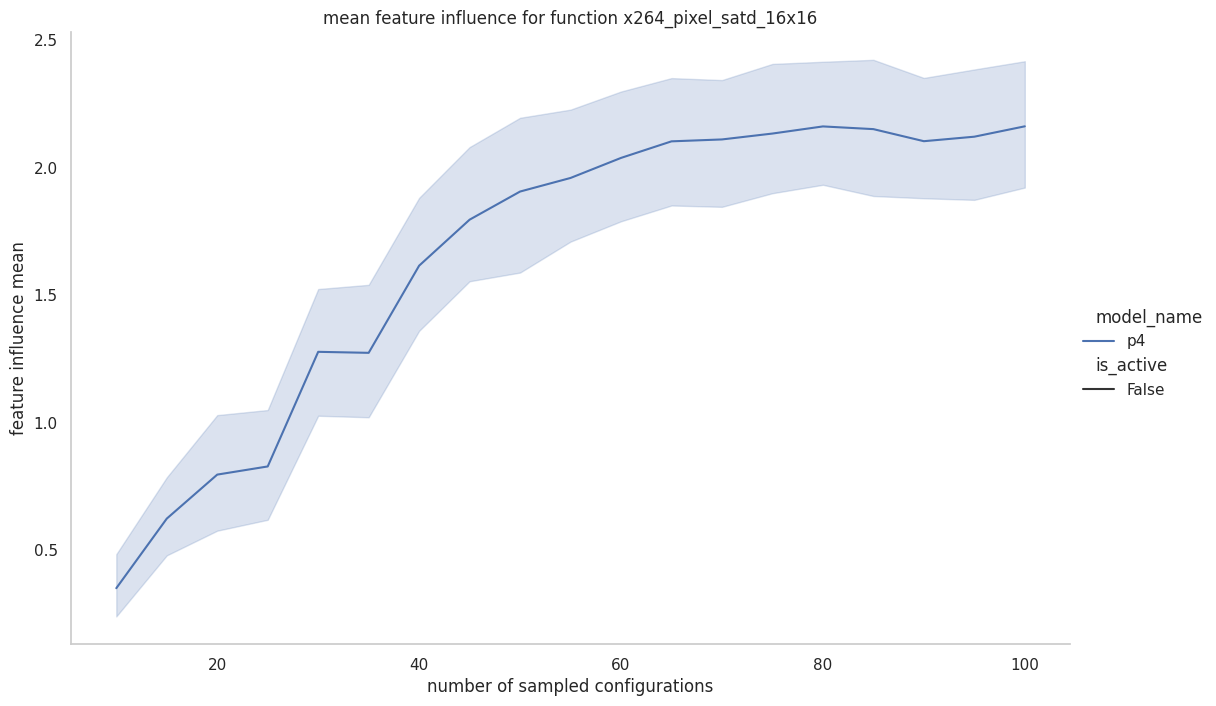 mean feature influence for function x264_pixel_satd_16x16
2.5
2.0
1.5
1.0
0.5
feature influence mean
20 40 60 80 100
number of sampled configurations
model_name
p4
is_active
False